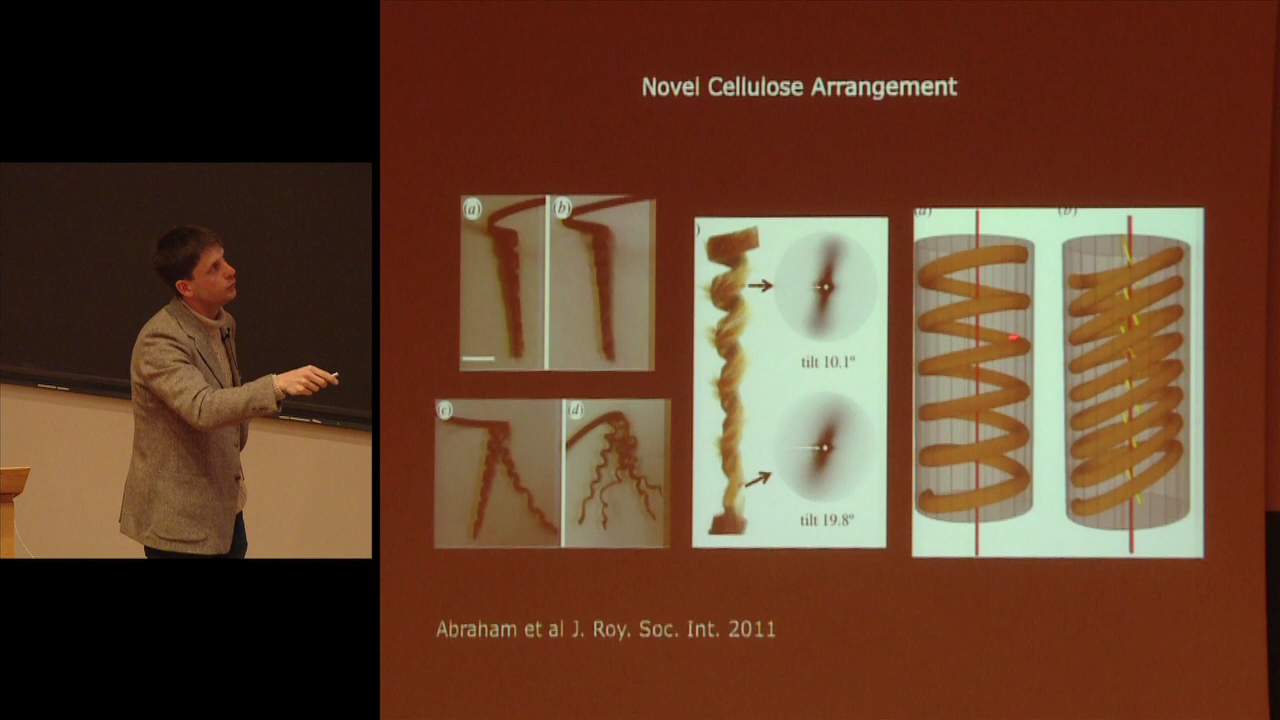 Novel Cellulose Arrangement
(a)
(b)
(c)
(d)
tilt 10.1°
tilt 19.8°
(a)
(b)
Abraham et al J. Roy. Soc. Int. 2011